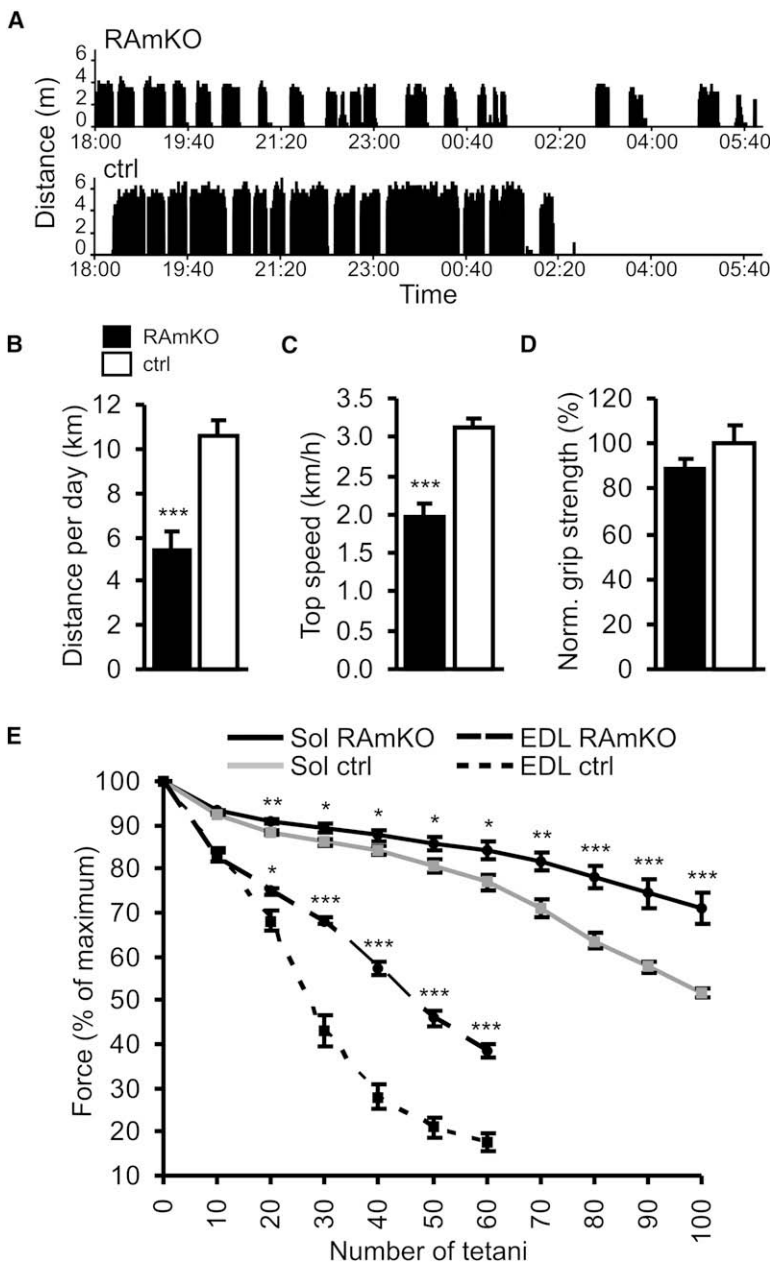 A
RAmKO
6
4
2
0
18:00 19:40 21:20 23:00 00:40 02:20 04:00 05:40
ctrl
6
4
2
0
18:00 19:40 21:20 23:00 00:40 02:20 04:00 05:40
Distance (m)
Time
RAmKO
ctrl
B
12
10
8
6
4
2
0
Distance per day (km)
***
C
3.5
3.0
2.5
2.0
1.5
1.0
0.5
0.0
Top speed (km/h)
***
D
120
100
80
60
40
20
0
Norm. grip strength (%)
E
Sol RAmKO EDL RAmKO
Sol ctrl EDL ctrl
100
90
80
70
60
50
40
30
20
10
Force (% of maximum)
** * * * * ** *** *** ***
* *** *** *** ***
0 10 20 30 40 50 60 70 80 90 100
Number of tetani